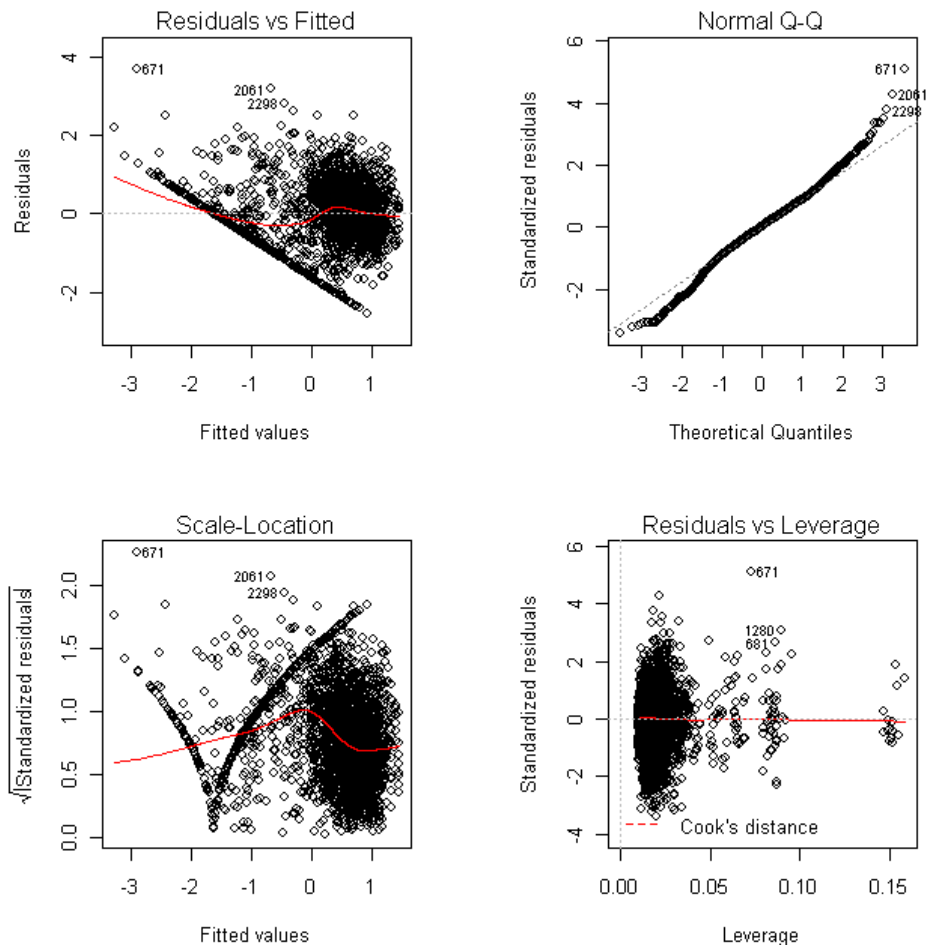 Residuals vs Fitted
Residuals
4
2
0
-2
671
2061
2298
-3 -2 -1 0 1
Fitted values
Normal Q-Q
Standardized residuals
6
4
2
0
-2
671
2061
2298
-3 -2 -1 0 1 2 3
Theoretical Quantiles
Scale-Location
√|Standardized residuals|
2.0
1.5
1.0
0.5
0.0
671
2061
2298
-3 -2 -1 0 1
Fitted values
Residuals vs Leverage
Standardized residuals
6
4
2
0
-2
-4
671
1280
681
Cook's distance
0.00 0.05 0.10 0.15
Leverage